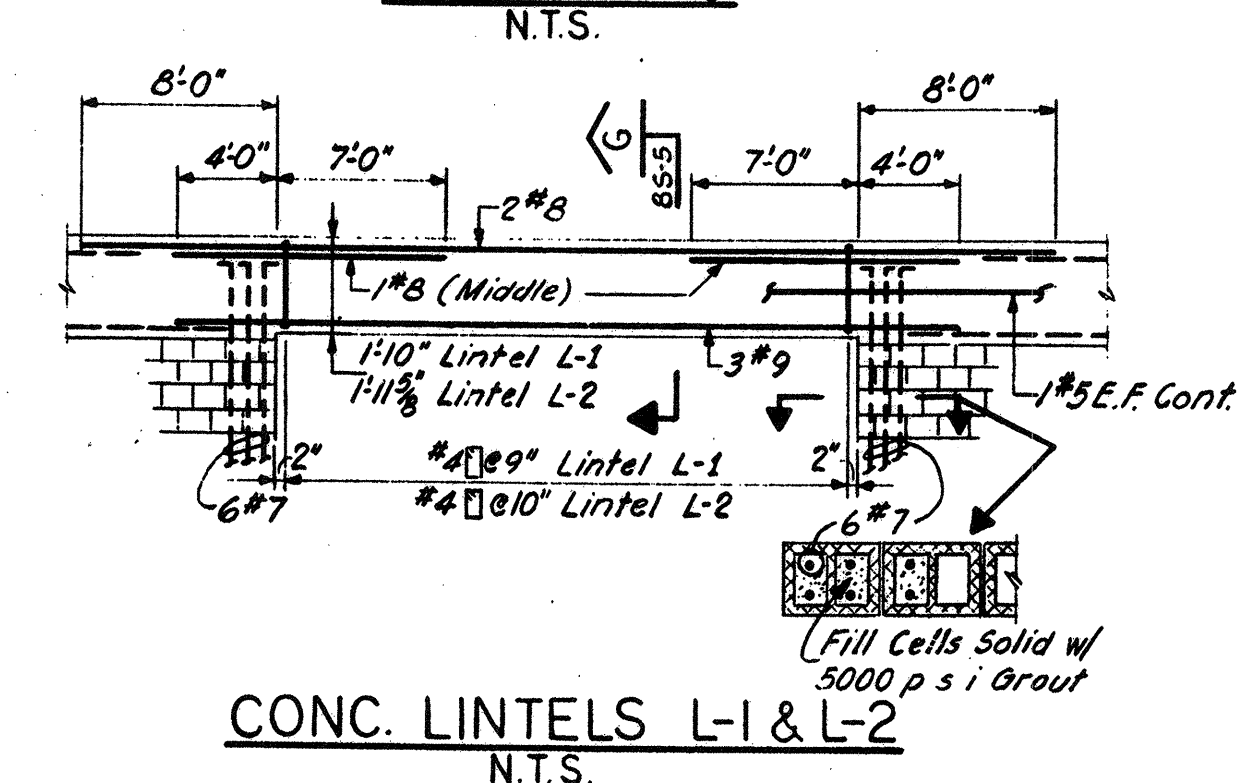 N.T.S.
8'-0"
8'-0"
4'-0"
7'-0"
G
8S-5
7'-0"
4'-0"
2 #8
1 #8 (Middle)
1'-10" Lintel L-1
1'-11 5/8" Lintel L-2
3 #9
1 #5 E.F. Cont.
2"
#4 @ 9" Lintel L-1
2"
#4 @ 10" Lintel L-2
6 #7
6 #7
Fill Cells Solid w/
5000 p s i Grout
CONC. LINTELS L-1 & L-2
N.T.S.